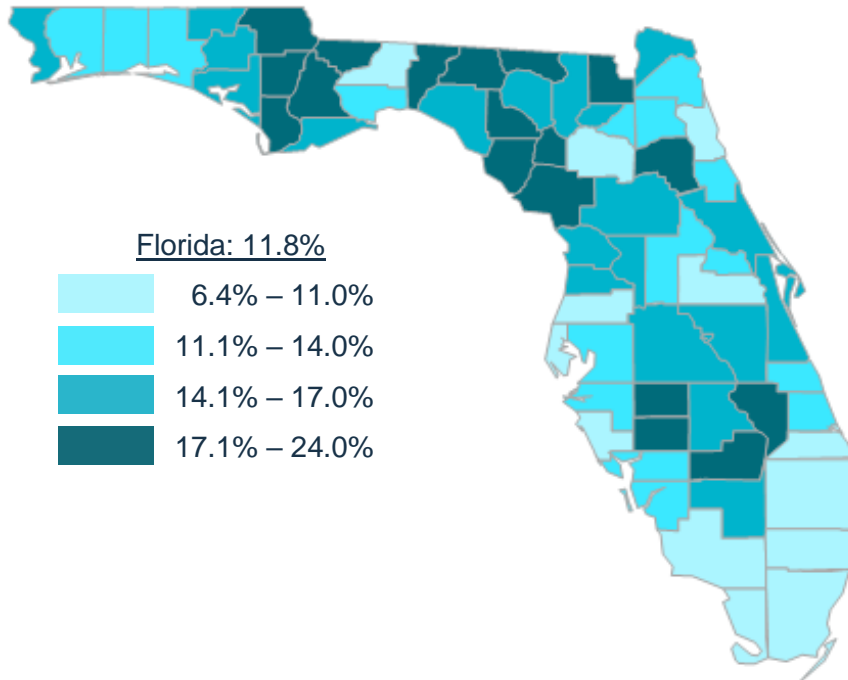 Florida: 11.8%
6.4% – 11.0%
11.1% – 14.0%
14.1% – 17.0%
17.1% – 24.0%